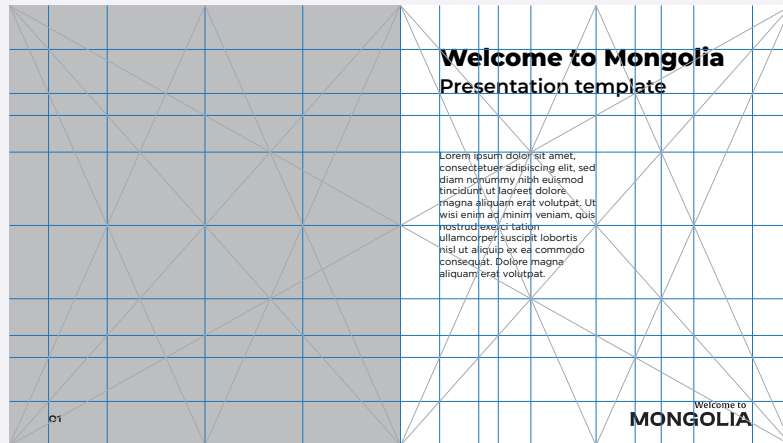 Welcome to Mongolia
Presentation template
Lorem ipsum dolor sit amet,
consectetuer adipiscing elit, sed
diam nonummy nibh euismod
tincidunt ut laoreet dolore
magna aliquam erat volutpat. Ut
wisi enim ad minim veniam, quis
nostrud exerci tation
ullamcorper suscipit lobortis
nisl ut aliquip ex ea commodo
consequat. Dolore magna
aliquam erat volutpat.
01
Welcome to
MONGOLIA